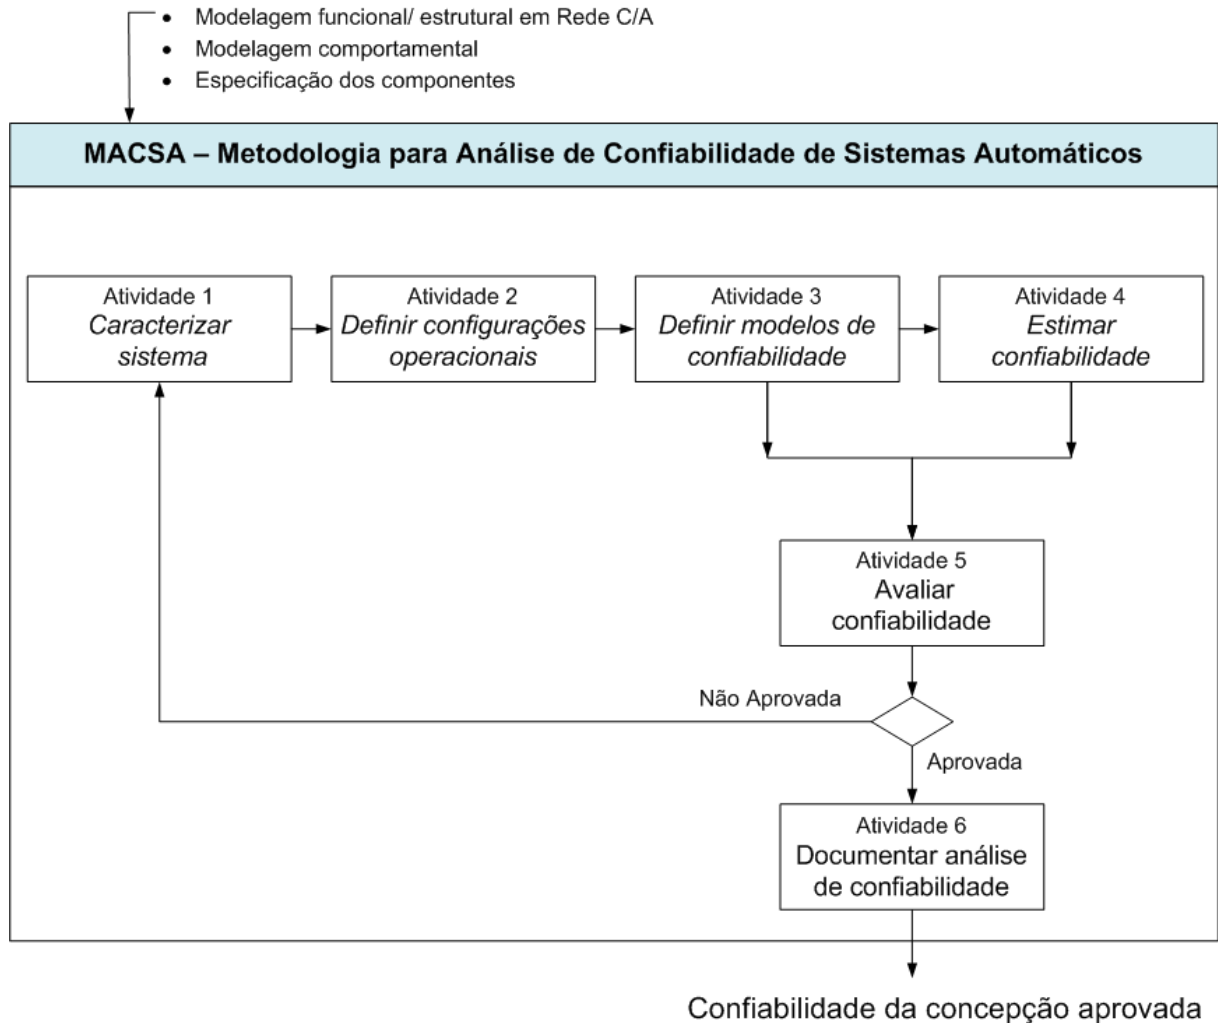 • Modelagem funcional/ estrutural em Rede C/A
• Modelagem comportamental
• Especificação dos componentes
MACSA – Metodologia para Análise de Confiabilidade de Sistemas Automáticos
Atividade 1
Caracterizar
sistema
Atividade 2
Definir configurações
operacionais
Atividade 3
Definir modelos de
confiabilidade
Atividade 4
Estimar
confiabilidade
Atividade 5
Avaliar
confiabilidade
Não Aprovada
Aprovada
Atividade 6
Documentar análise
de confiabilidade
Confiabilidade da concepção aprovada